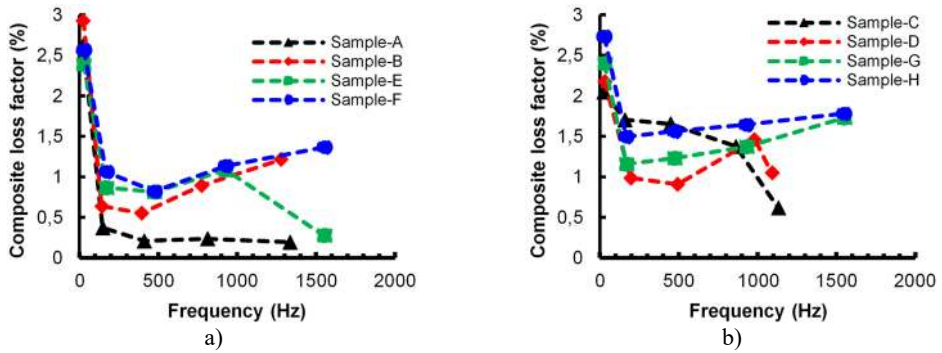 Composite loss factor (%)
3
2,5
2
1,5
1
0,5
0
0 500 1000 1500 2000
Frequency (Hz)
Sample-A
Sample-B
Sample-E
Sample-F
a)
Composite loss factor (%)
3
2,5
2
1,5
1
0,5
0
0 500 1000 1500 2000
Frequency (Hz)
Sample-C
Sample-D
Sample-G
Sample-H
b)